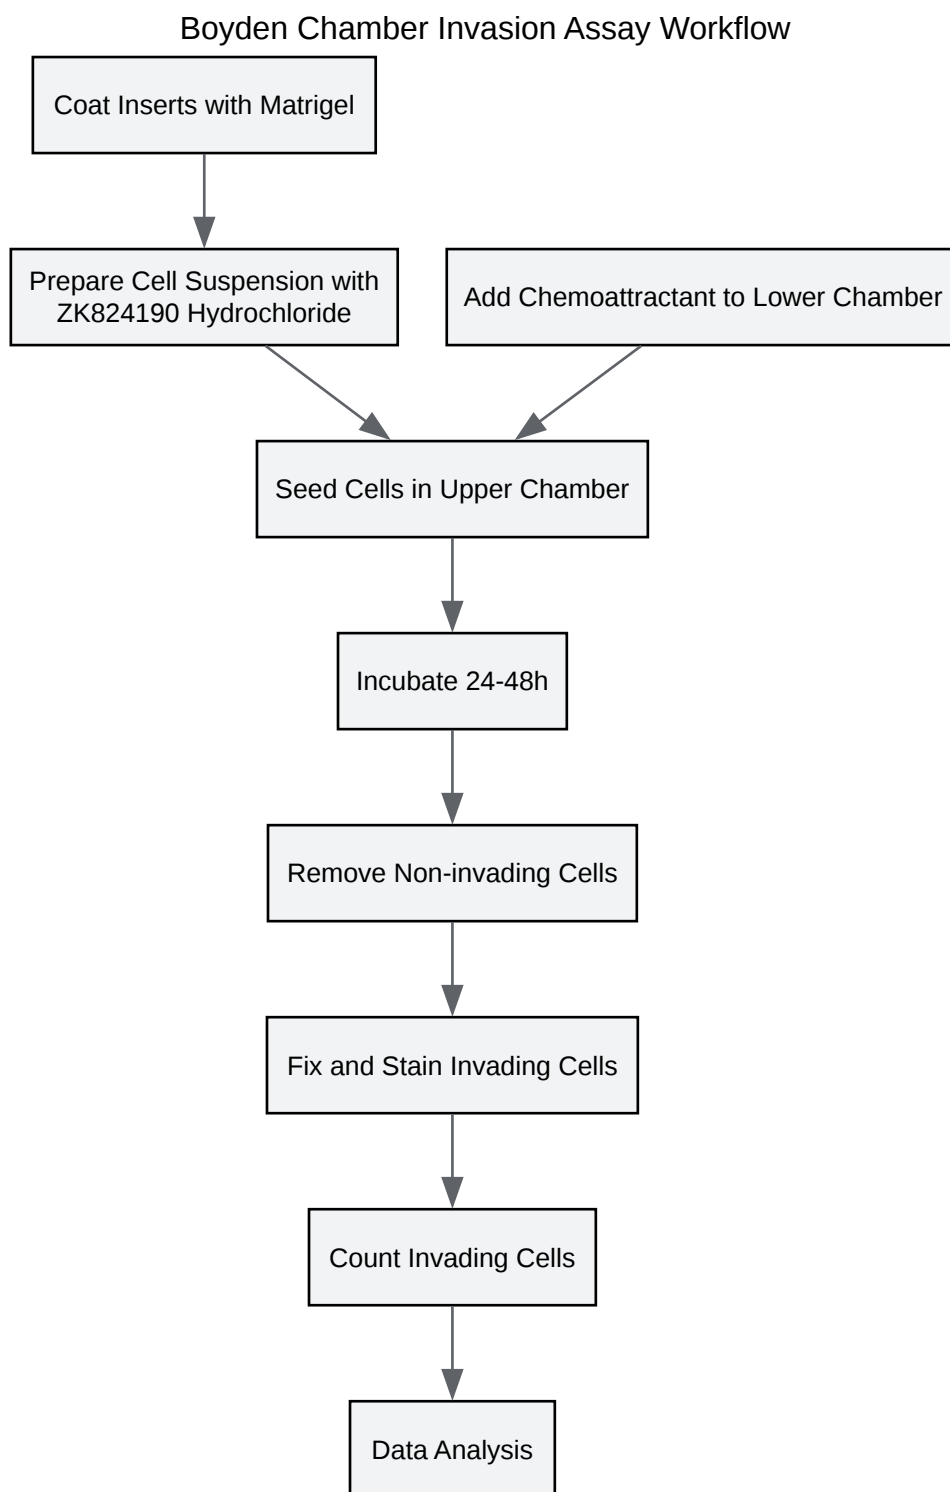 Boyden Chamber Invasion Assay Workflow
Coat Inserts with Matrigel
Prepare Cell Suspension with
ZK824190 Hydrochloride
Add Chemoattractant to Lower Chamber
Seed Cells in Upper Chamber
Incubate 24-48h
Remove Non-invading Cells
Fix and Stain Invading Cells
Count Invading Cells
Data Analysis